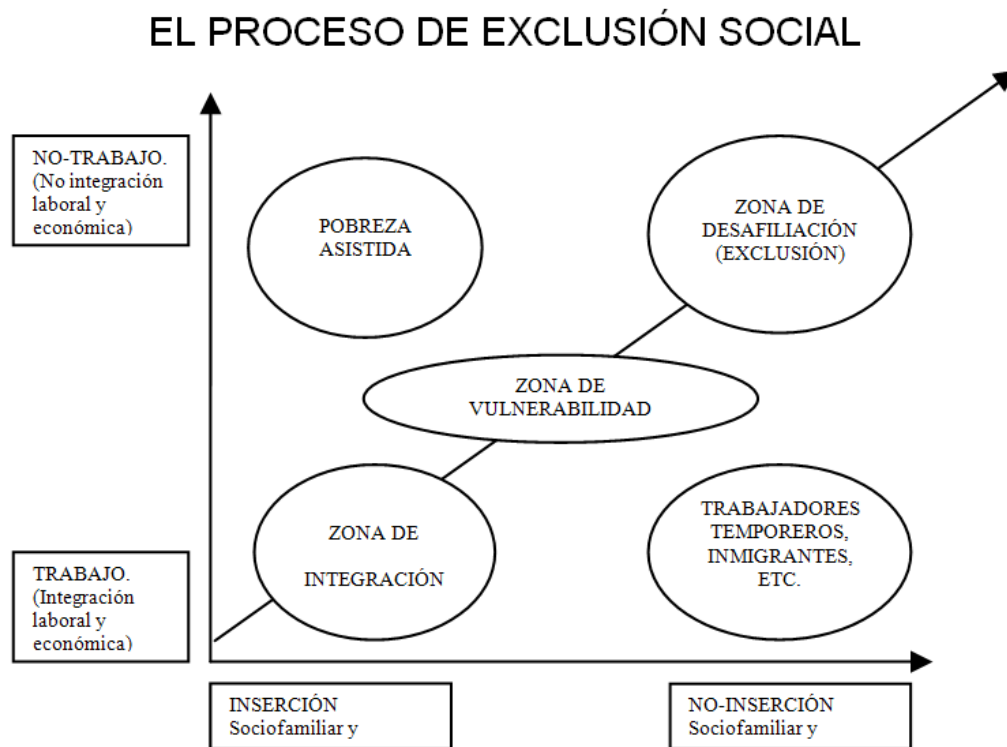 EL PROCESO DE EXCLUSIÓN SOCIAL
NO-TRABAJO.
(No integración
laboral y
económica)
POBREZA
ASISTIDA
ZONA DE
DESAFILIACIÓN
(EXCLUSIÓN)
ZONA DE
VULNERABILIDAD
ZONA DE
INTEGRACIÓN
TRABAJADORES
TEMPOREROS,
INMIGRANTES,
ETC.
TRABAJO.
(Integración
laboral y
económica)
INSERCIÓN
Sociofamiliar y
NO-INSERCIÓN
Sociofamiliar y